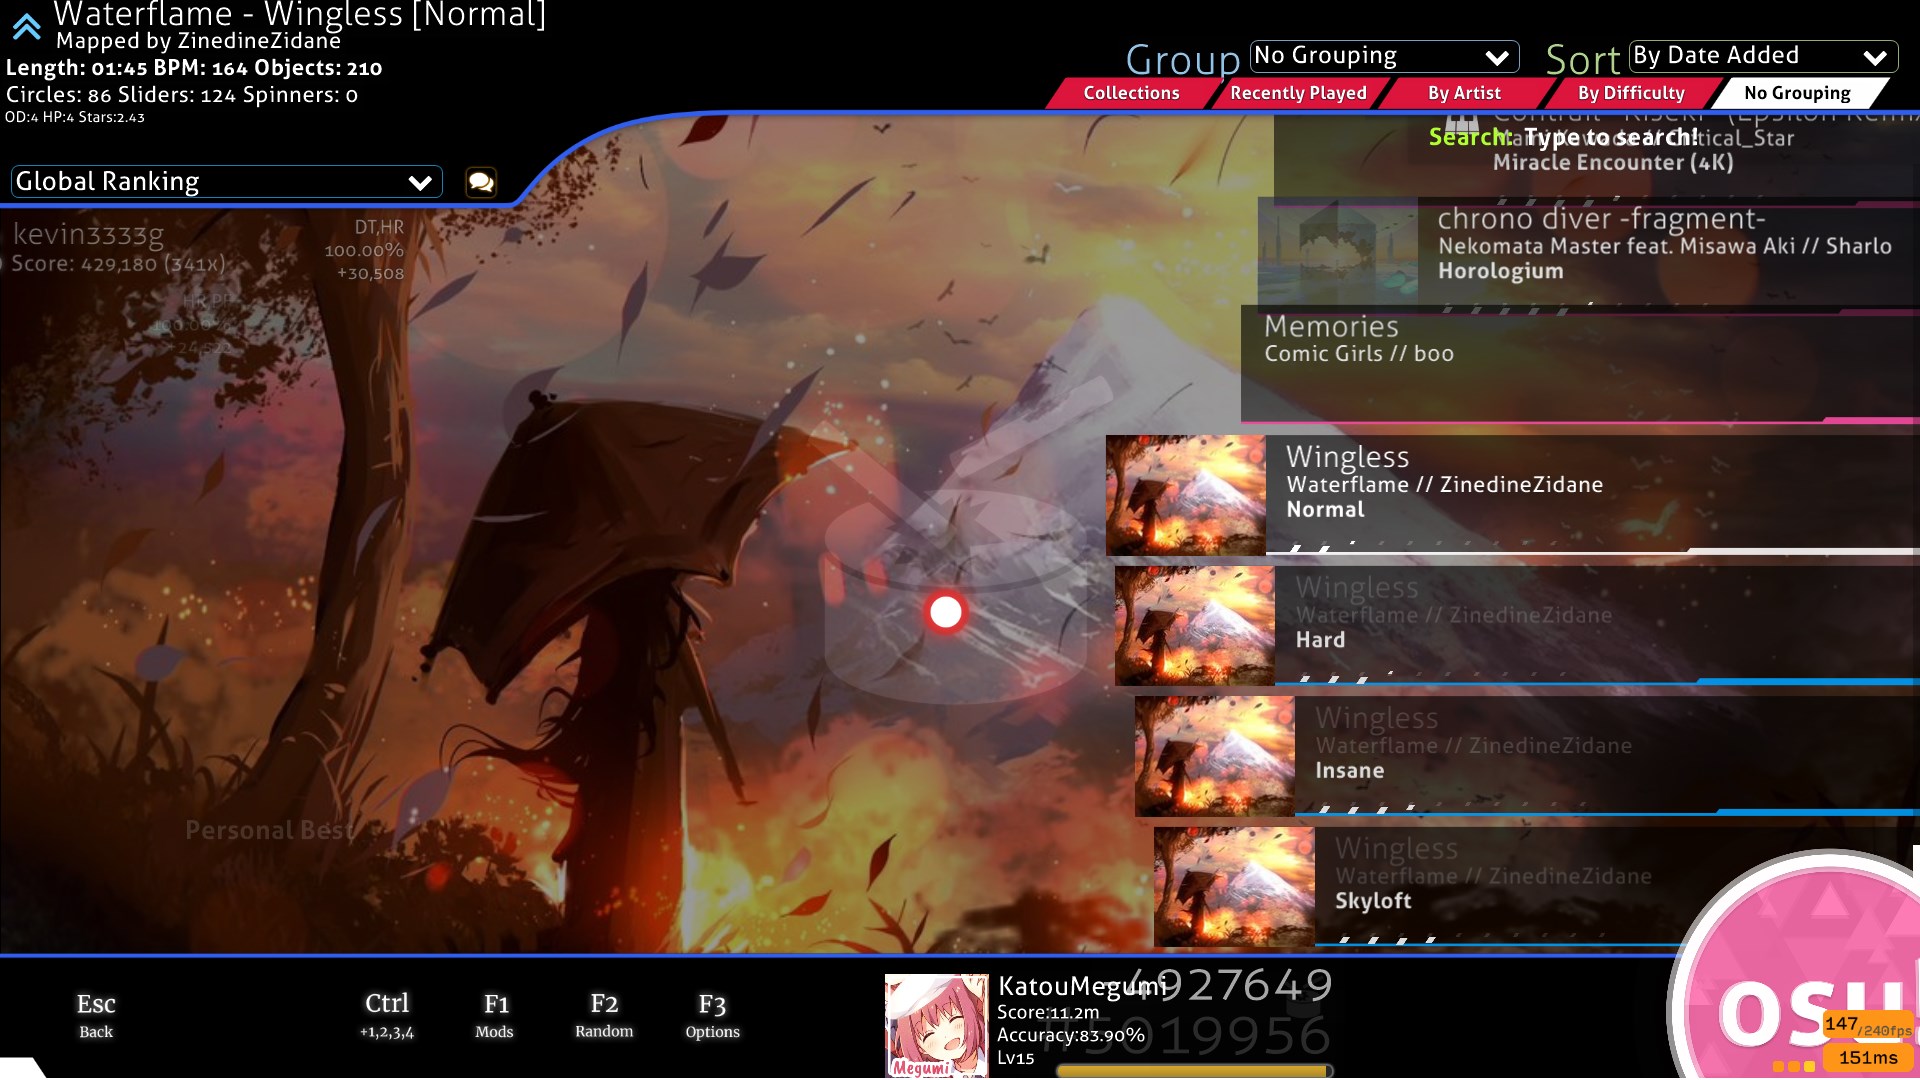 Waterflame - Wingless [Normal]
Mapped by ZinedineZidane
Length: 01:45 BPM: 164 Objects: 210
Circles: 86 Sliders: 124 Spinners: 0
OD:4 HP:4 Stars:2.43
Group No Grouping
Sort By Date Added
Collections
Recently Played
By Artist
By Difficulty
No Grouping
Search: Type to search!
Miracle Encounter (4K)
Global Ranking
kevin3333g
Score: 429,180 (341x)
DT,HR
100.00%
+30,508
chrono diver -fragment-
Nekomata Master feat. Misawa Aki // Sharlo
Horologium
Memories
Comic Girls // boo
Wingless
Waterflame // ZinedineZidane
Normal
Wingless
Waterflame // ZinedineZidane
Hard
Wingless
Waterflame // ZinedineZidane
Insane
Wingless
Waterflame // ZinedineZidane
Skyloft
Personal Best
Esc
Back
Ctrl
+1,2,3,4
F1
Mods
F2
Random
F3
Options
Megumi
KatouMegumi
Score:11.2m
Accuracy:83.90%
Lv15
4927649
#5019956
osu
147/240fps
151ms